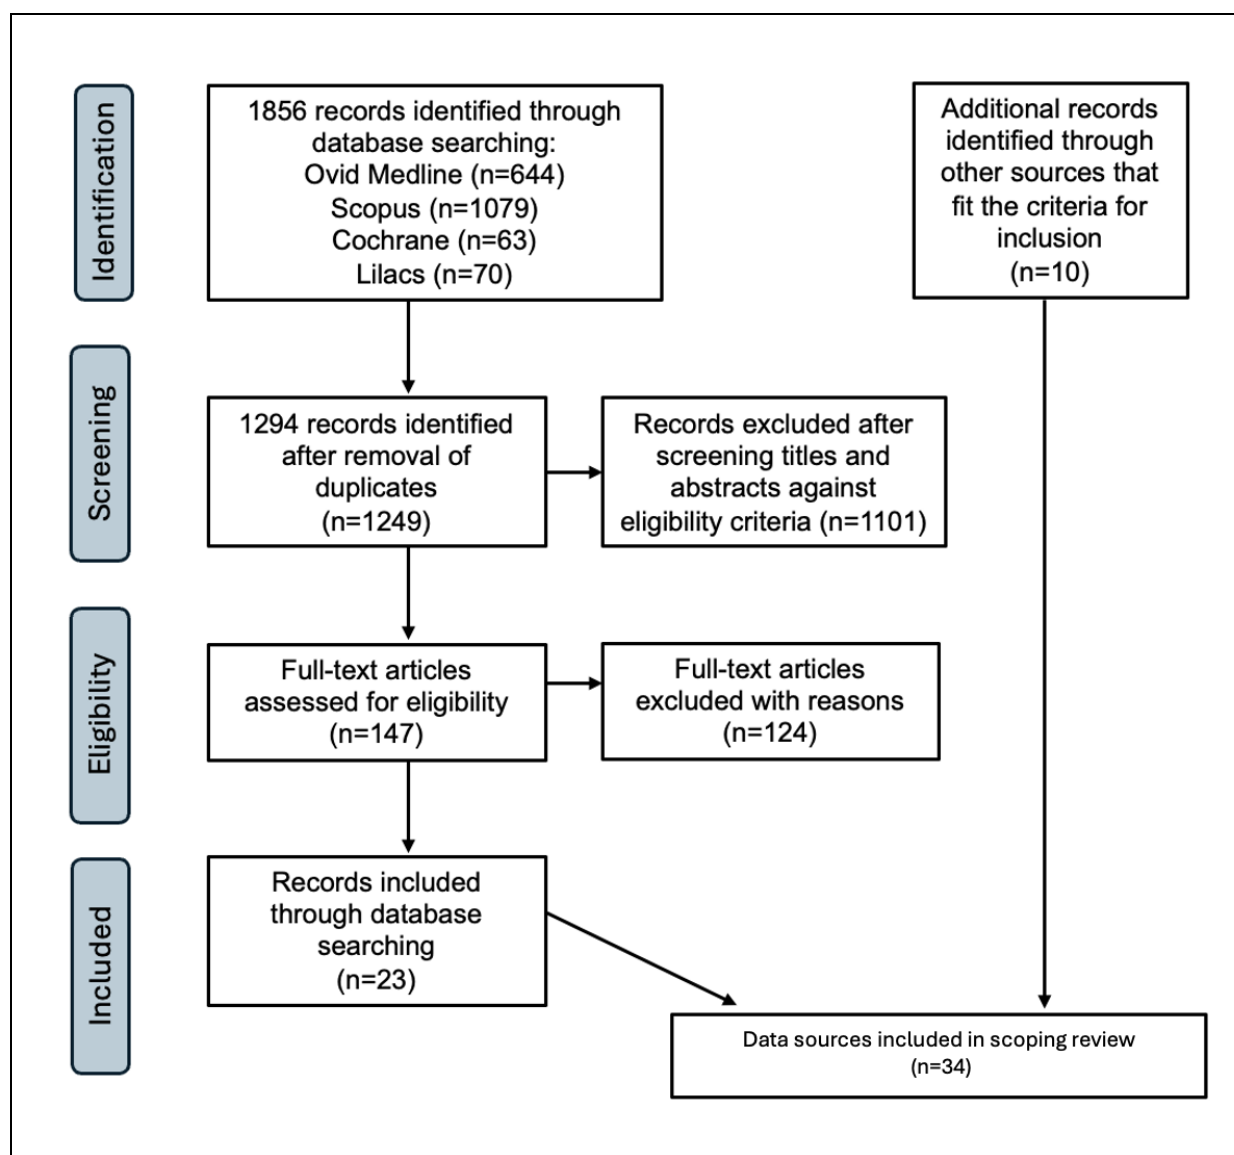 Identification
1856 records identified through
database searching:
Ovid Medline (n=644)
Scopus (n=1079)
Cochrane (n=63)
Lilacs (n=70)
Additional records
identified through
other sources that
fit the criteria for
inclusion
(n=10)
Screening
1294 records identified
after removal of
duplicates
(n=1249)
Records excluded after
screening titles and
abstracts against
eligibility criteria (n=1101)
Eligibility
Full-text articles
assessed for eligibility
(n=147)
Full-text articles
excluded with reasons
(n=124)
Included
Records included
through database
searching
(n=23)
Data sources included in scoping review
(n=34)